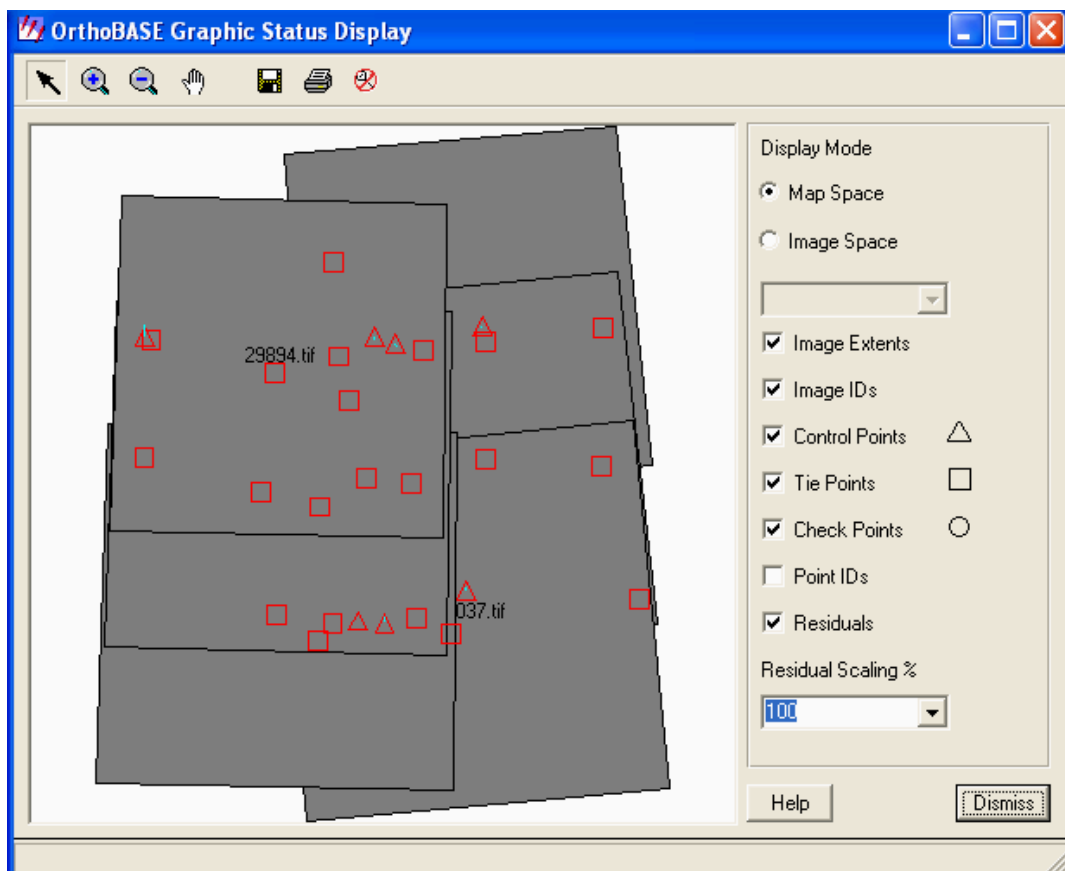 OrthoBASE Graphic Status Display
29894.tif
037.tif
Display Mode
Map Space
Image Space
Image Extents
Image IDs
Control Points
Tie Points
Check Points
Point IDs
Residuals
Residual Scaling %
100
Help
Dismiss